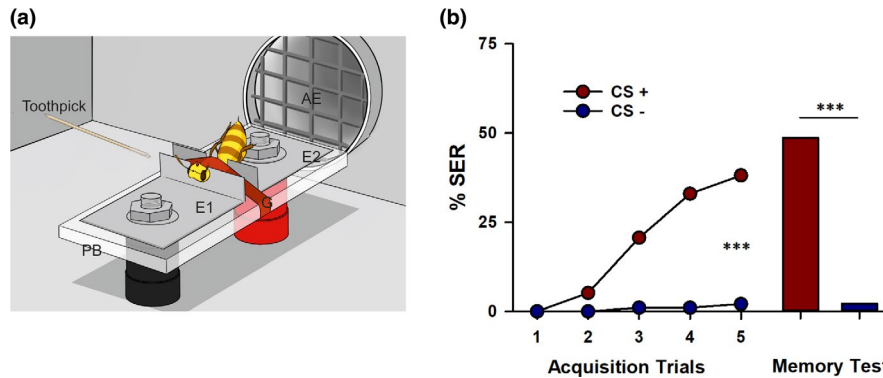 (a)
Toothpick
AE
E2
E1
G
PB
(b)
75
50
25
0
% SER
CS +
CS -
***
***
1 2 3 4 5
Acquisition Trials
Memory Test